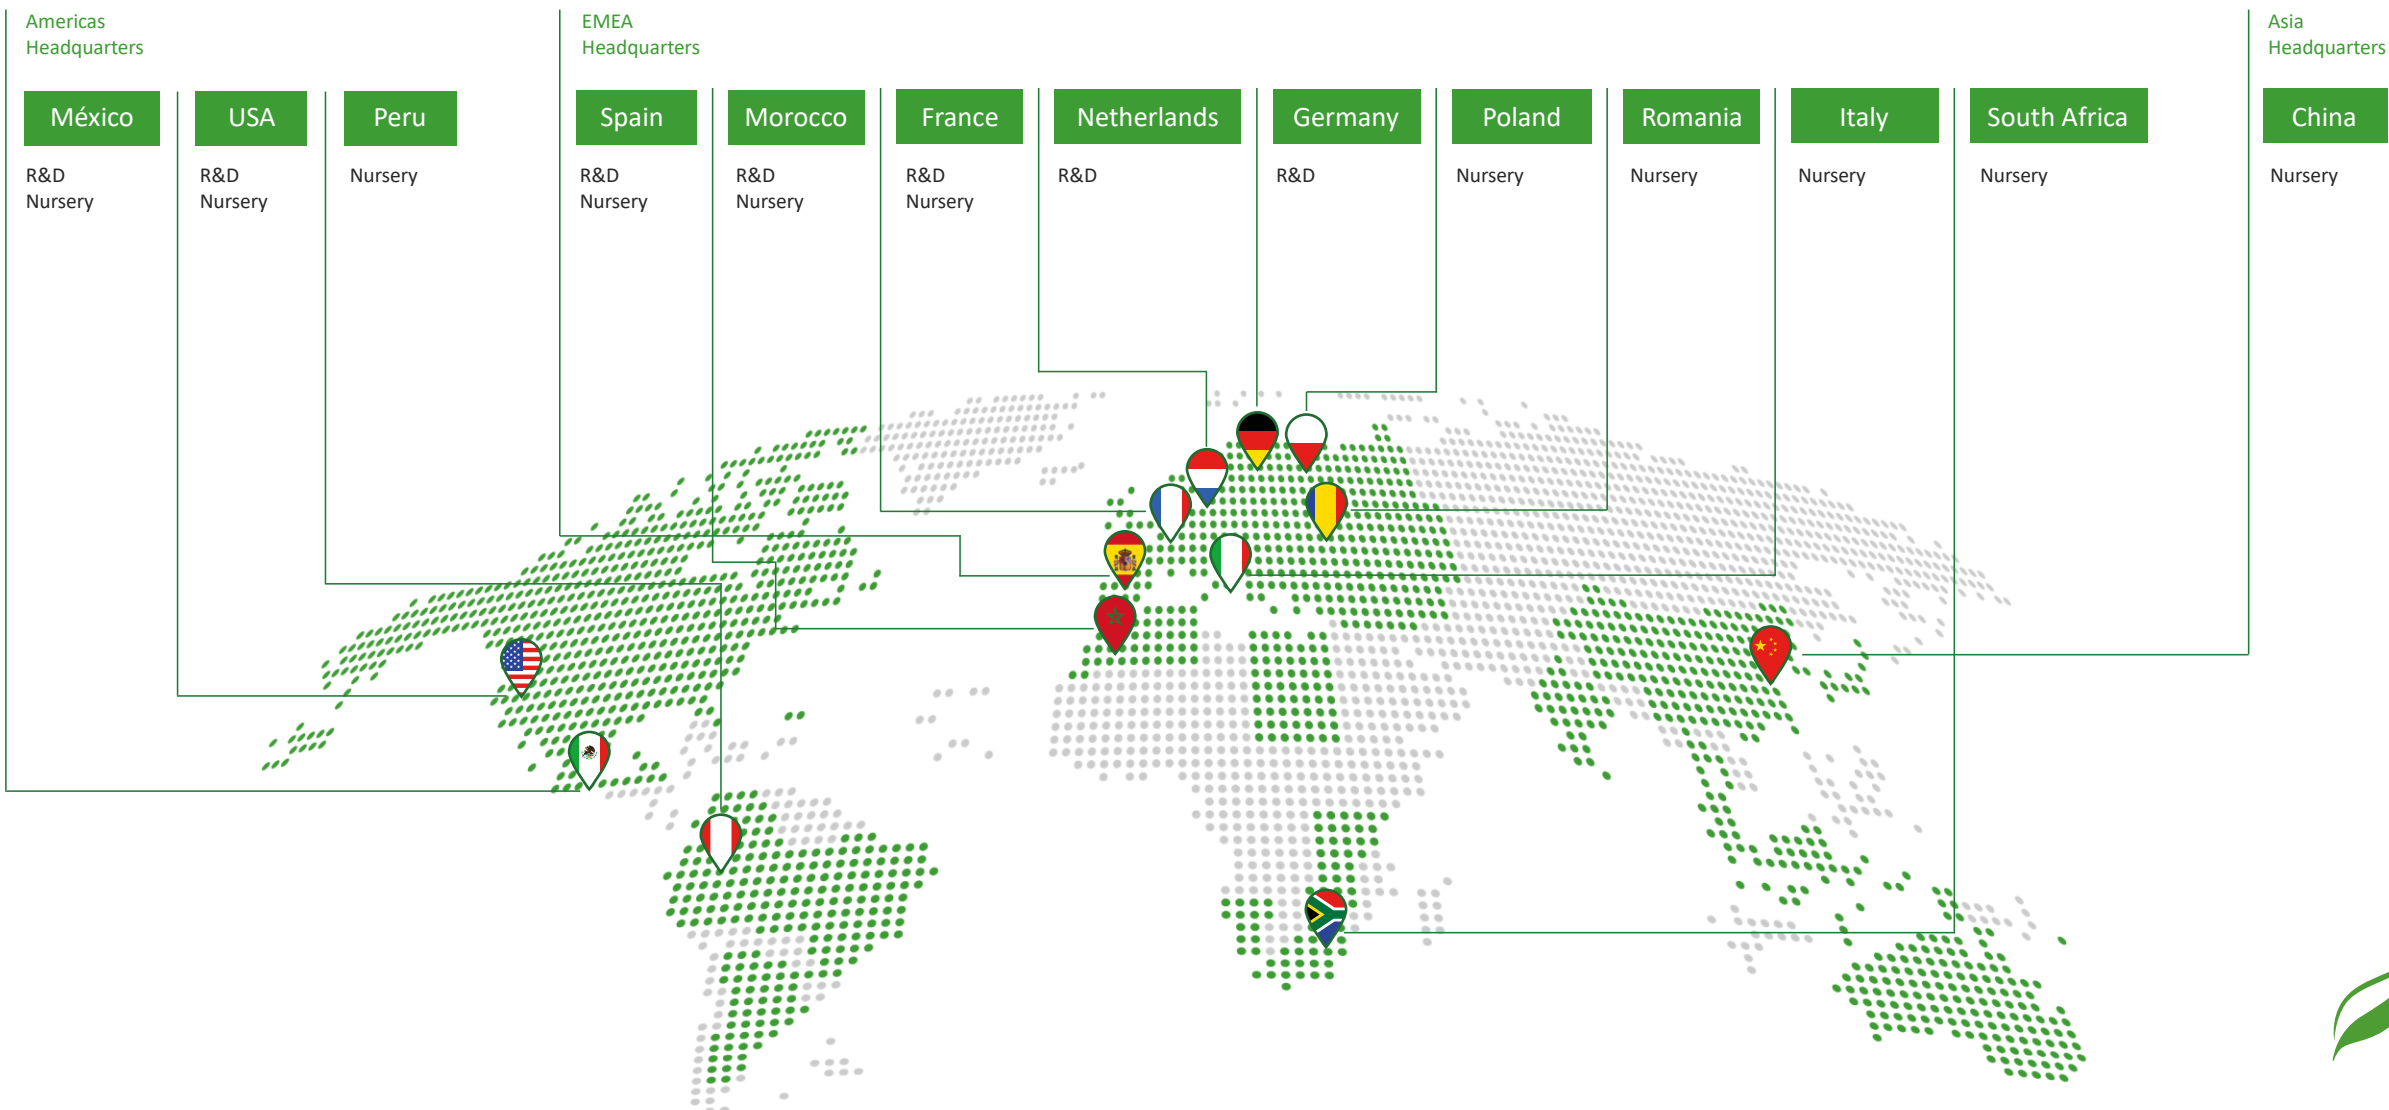 Americas
Headquarters
México
R&D
Nursery
USA
R&D
Nursery
Peru
Nursery
EMEA
Headquarters
Spain
R&D
Nursery
Morocco
R&D
Nursery
France
R&D
Nursery
Netherlands
R&D
Germany
R&D
Poland
Nursery
Romania
Nursery
Italy
Nursery
South Africa
Nursery
Asia
Headquarters
China
Nursery